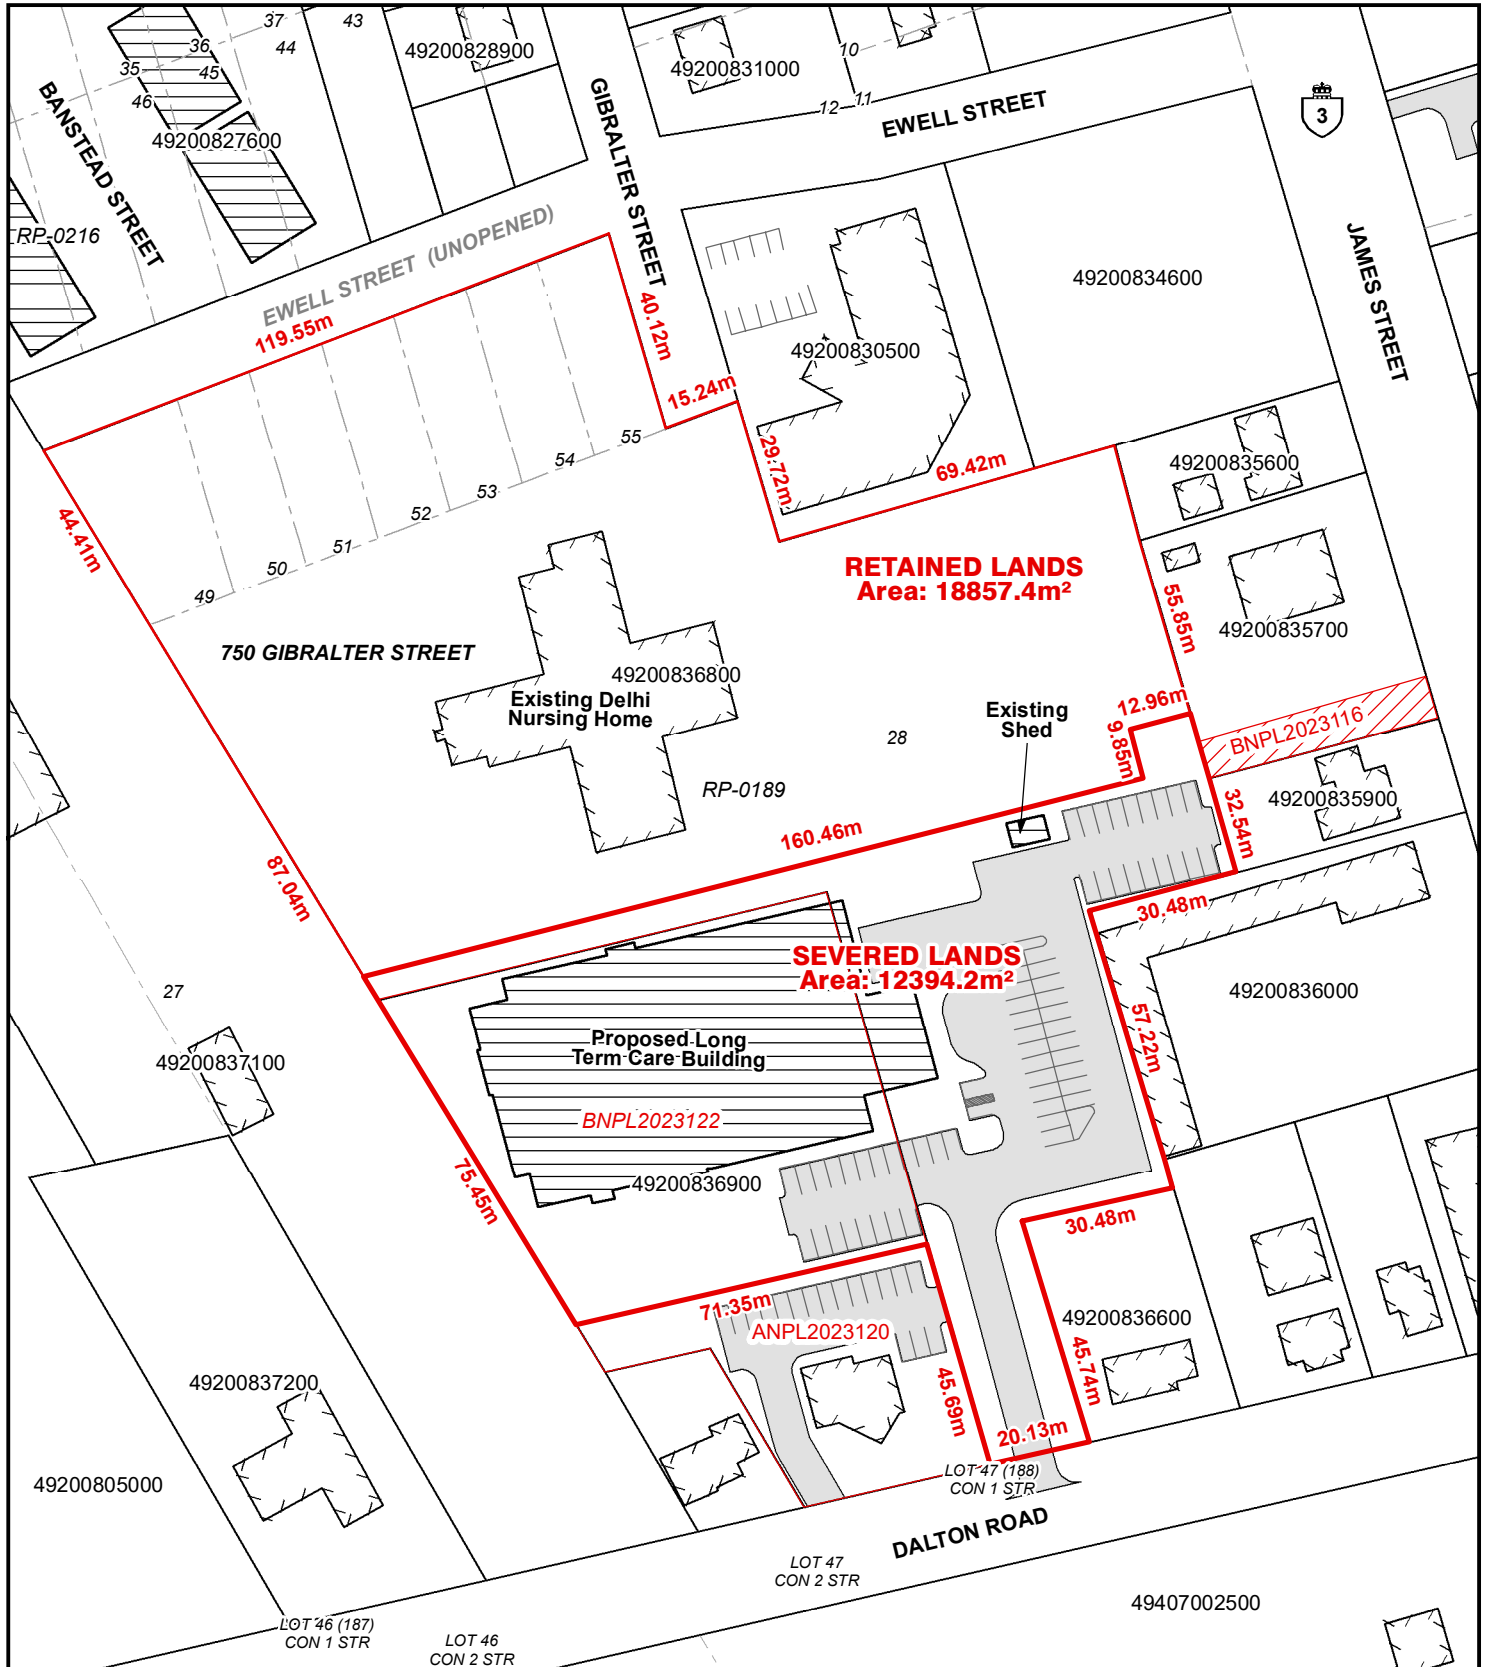 37
43
36
44
35
45
46
49200828900
49200827600
BANSTEAD STREET
RP-0216
GIBRALTER STREET
49200831000
10
12
11
EWELL STREET
3
JAMES STREET
EWELL STREET (UNOPENED)
119.55m
40.12m
15.24m
29.72m
69.42m
49200830500
49200834600
49200835600
49200835700
55
54
53
52
51
50
49
44.41m
RETAINED LANDS
Area: 18857.4m²
55.85m
750 GIBRALTER STREET
49200836800
Existing Delhi
Nursing Home
RP-0189
28
Existing
Shed
12.96m
9.85m
BNPL2023116
32.54m
49200835900
160.46m
87.04m
30.48m
SEVERED LANDS
Area: 12394.2m²
49200836000
57.22m
27
49200837100
Proposed Long
Term Care Building
BNPL2023122
49200836900
75.45m
30.48m
71.35m
ANPL2023120
49200836600
45.69m
45.74m
20.13m
49200837200
49200805000
LOT 47 (188)
CON 1 STR
DALTON ROAD
LOT 47
CON 2 STR
49407002500
LOT 46 (187)
CON 1 STR
LOT 46
CON 2 STR